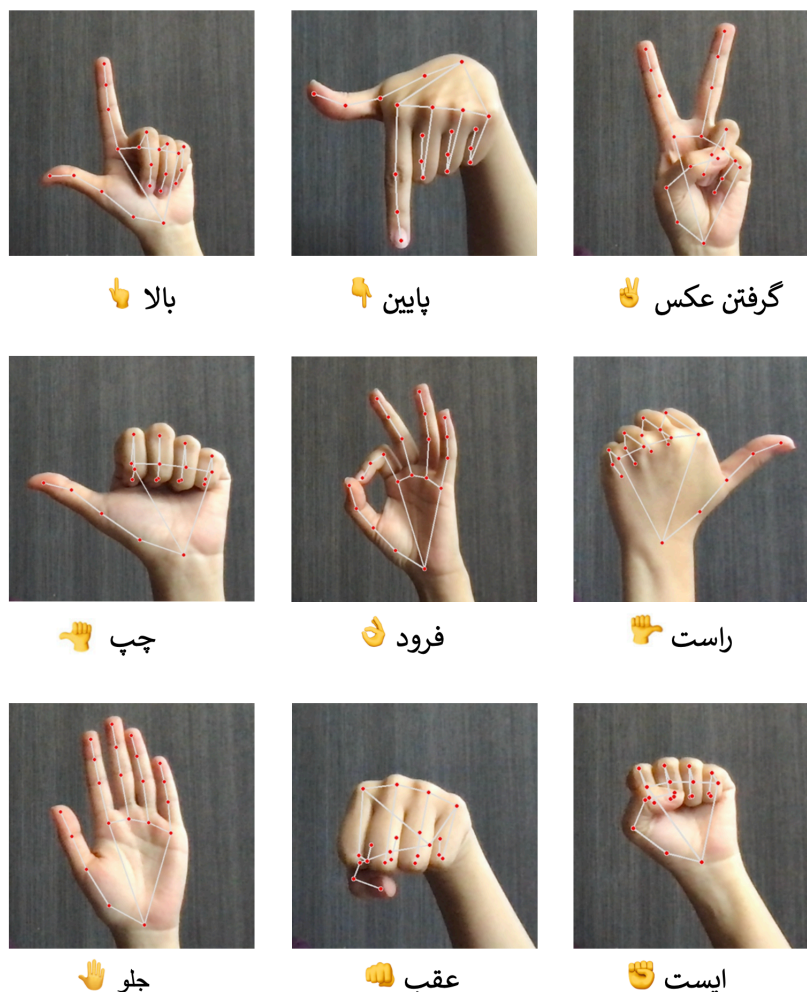 گرفتن عکس ✌️ پایین 👇 بالا 👆
راست 👍 فرود 👌 چپ 👍
ایست ✊ عقب 👊 جلو 🤚